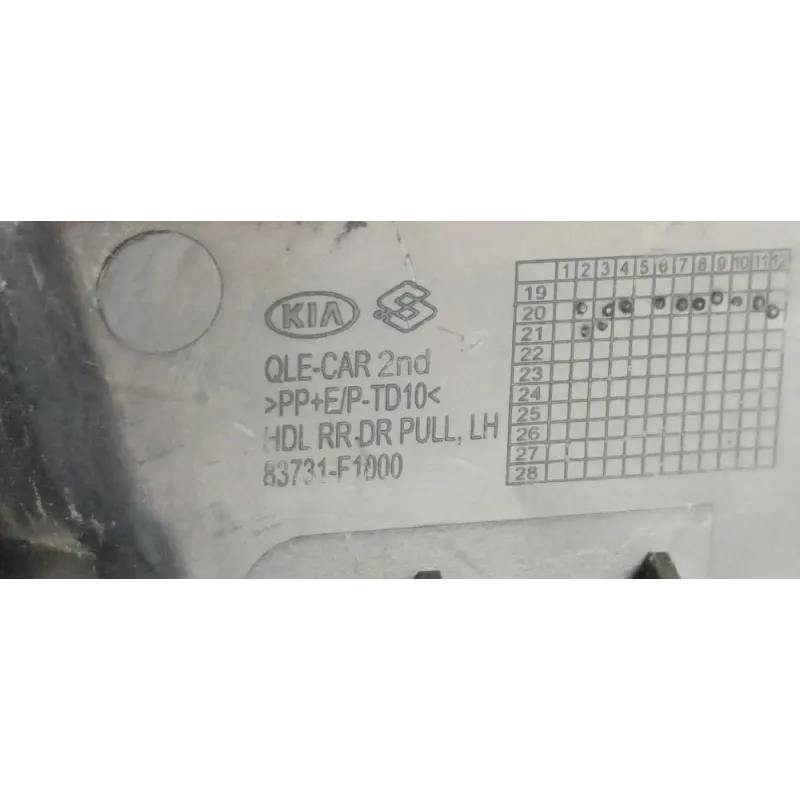 KIA
QLE-CAR 2nd
>PP+E/P-TD10<
HDL RR-DR PULL, LH
83731-F1000
1 2 3 4 5 6 7 8 9 10 11 12
19
20
21
22
23
24
25
26
27
28